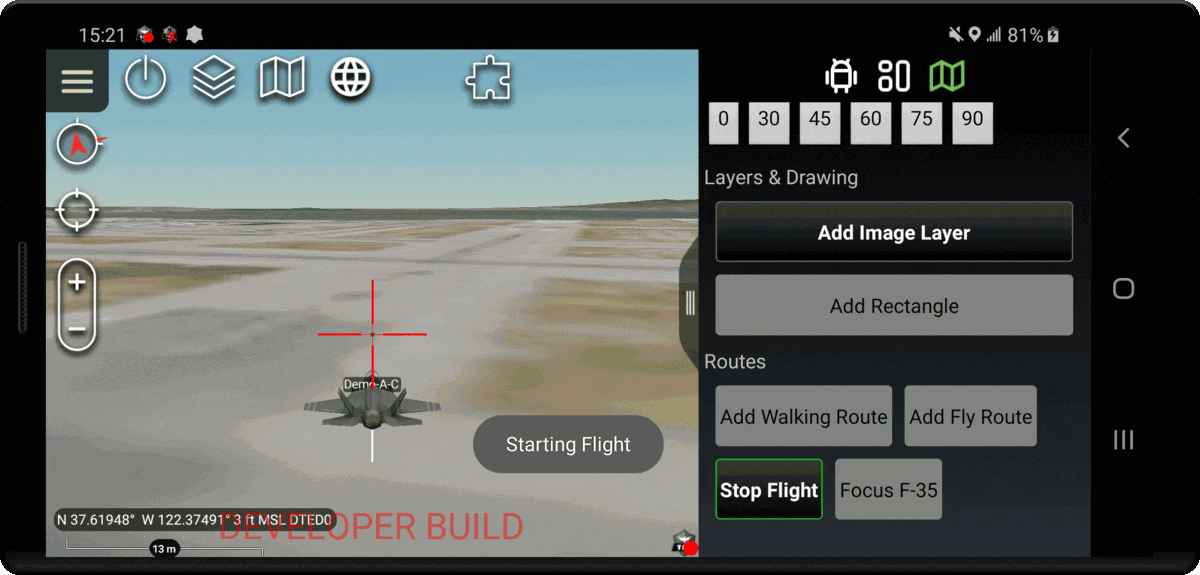 15:21
81%
0 30 45 60 75 90
Layers & Drawing
Add Image Layer
Add Rectangle
Routes
Add Walking Route
Add Fly Route
Stop Flight
Focus F-35
Demo-A-C
Starting Flight
N 37.61948° W 122.37491° 3 ft MSL DTED0
DEVELOPER BUILD
13 m